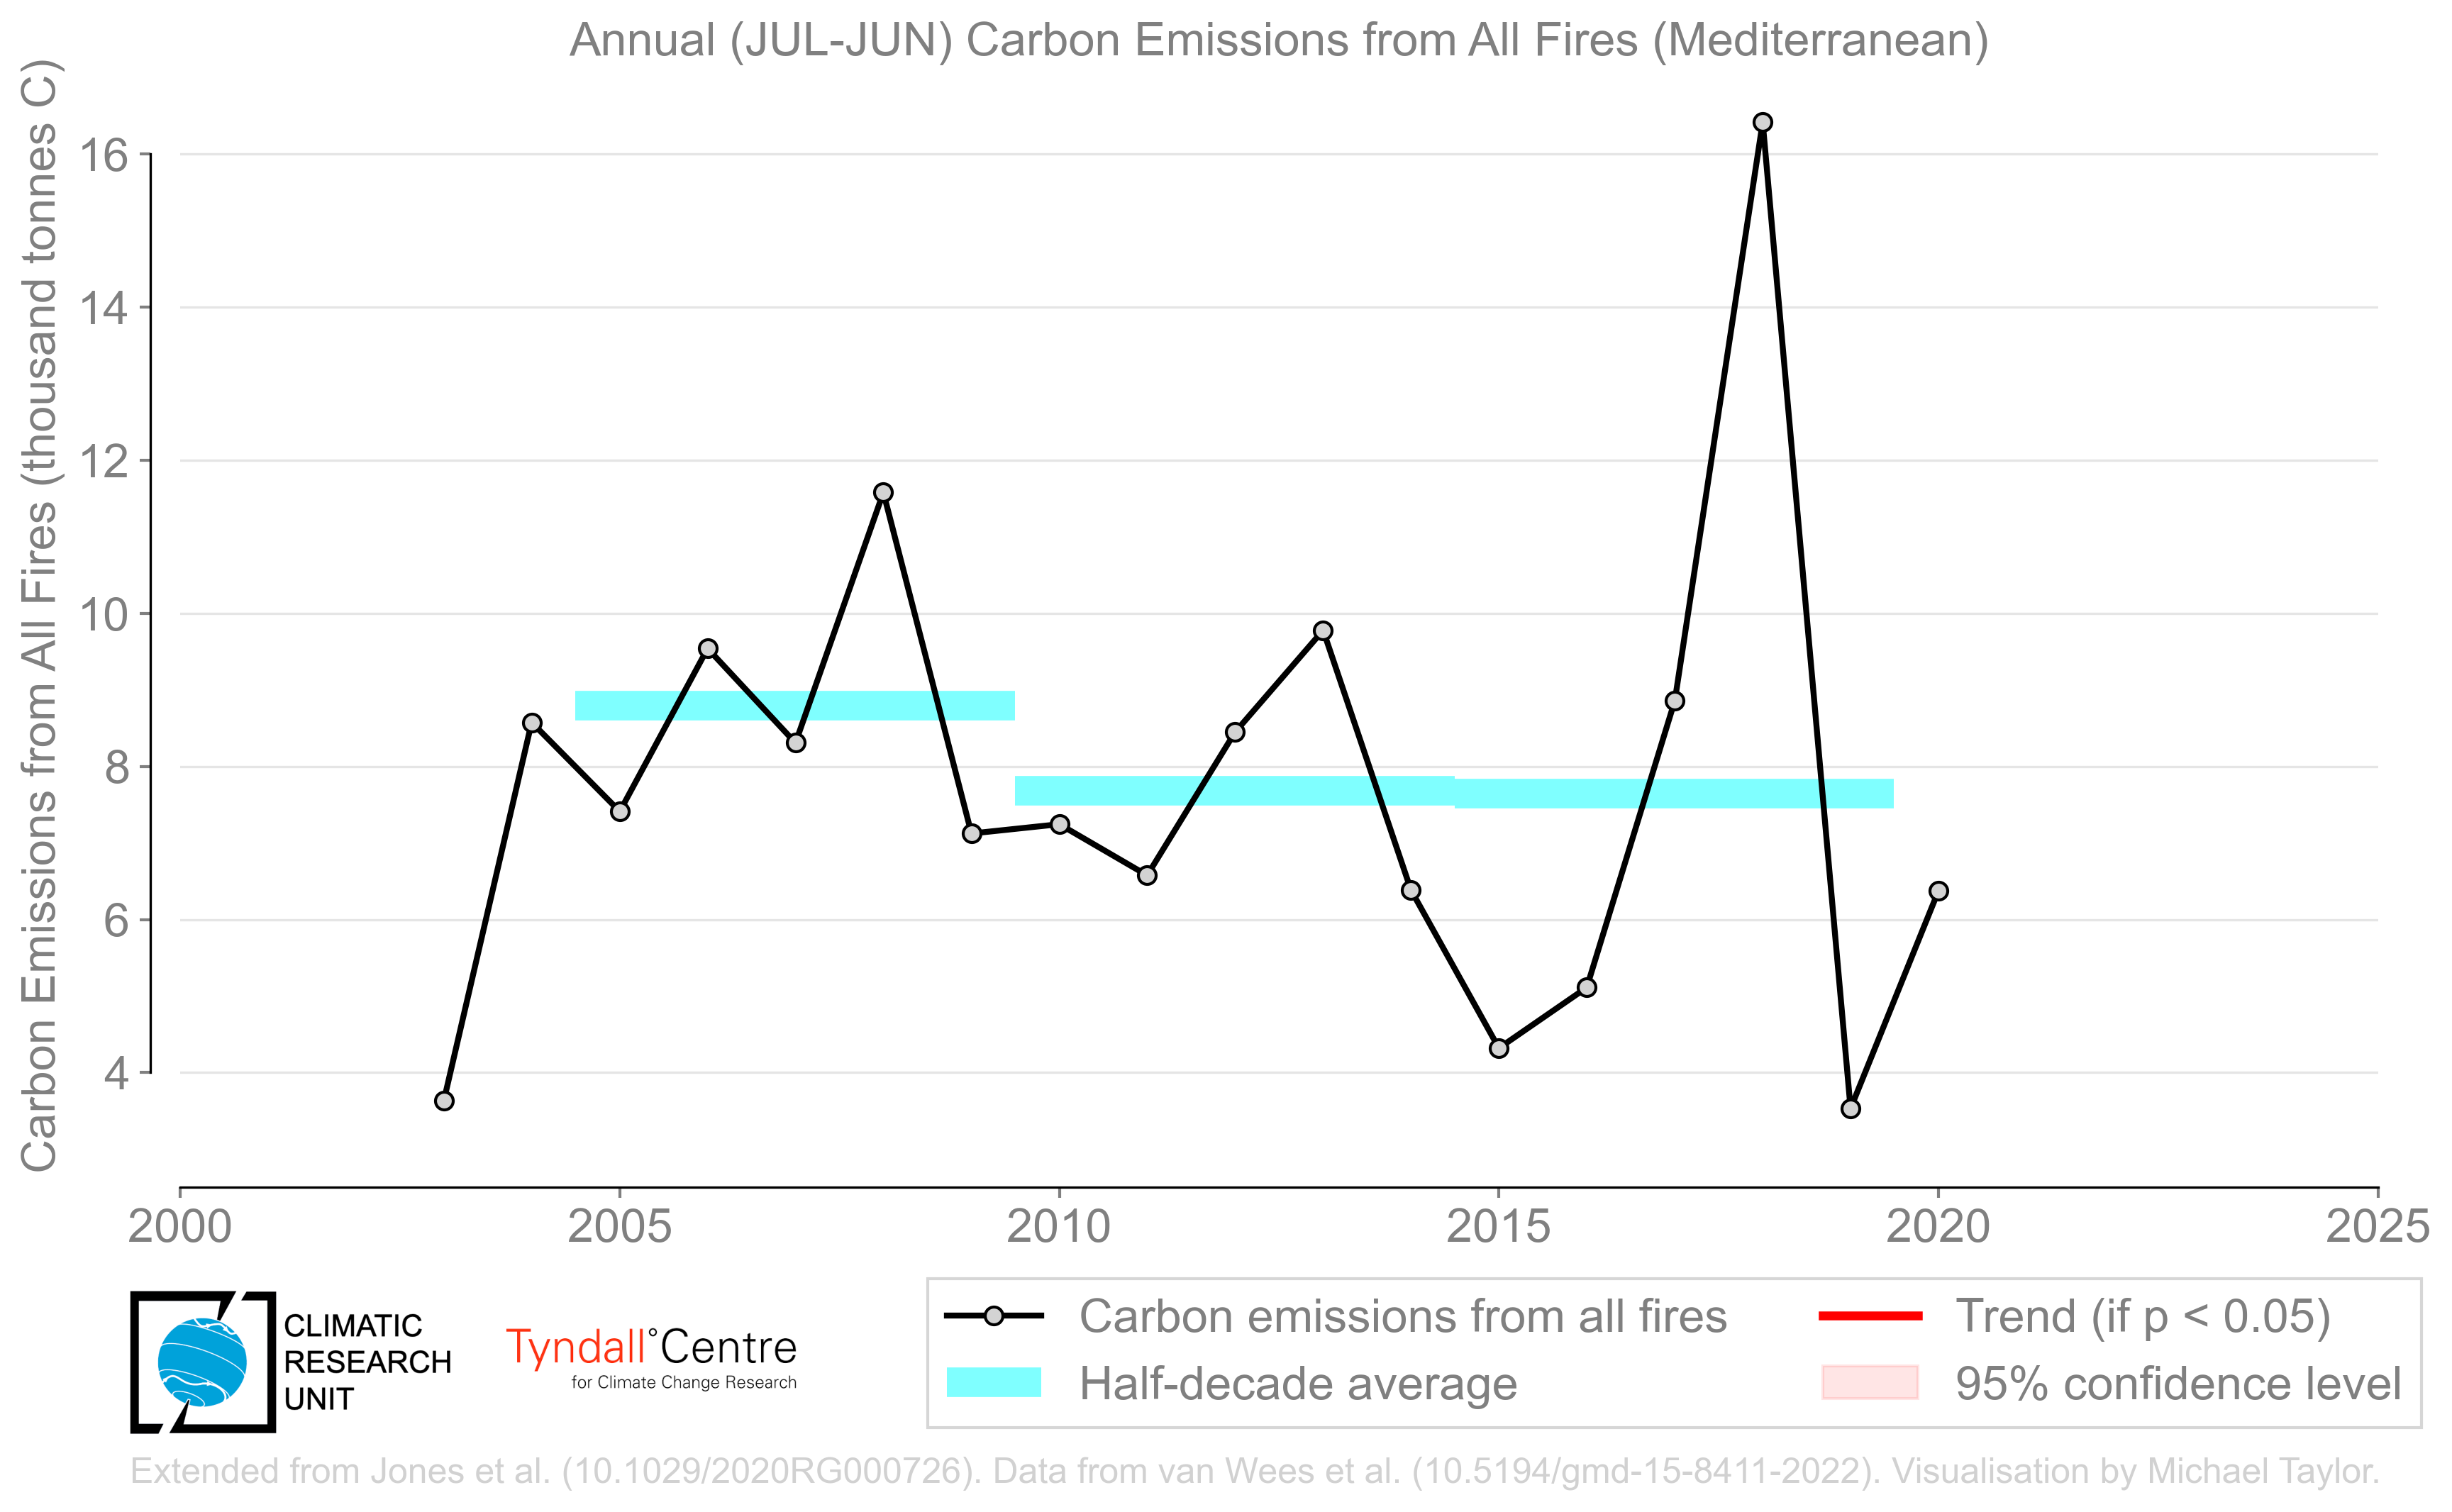 Annual (JUL-JUN) Carbon Emissions from All Fires (Mediterranean)
Carbon Emissions from All Fires (thousand tonnes C)
16
14
12
10
8
6
4
2000 2005 2010 2015 2020 2025
CLIMATIC
RESEARCH
UNIT
Tyndall°Centre
for Climate Change Research
Carbon emissions from all fires
Half-decade average
Trend (if p < 0.05)
95% confidence level
Extended from Jones et al. (10.1029/2020RG000726). Data from van Wees et al. (10.5194/gmd-15-8411-2022). Visualisation by Michael Taylor.